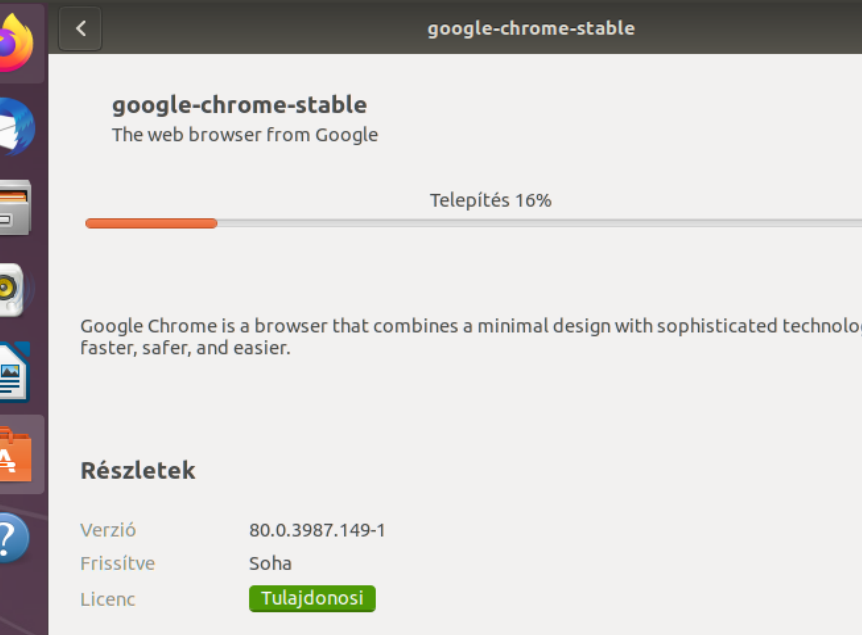 google-chrome-stable
google-chrome-stable
The web browser from Google
Telepítés 16%
Google Chrome is a browser that combines a minimal design with sophisticated
faster, safer, and easier.
Részletek
Verzió 80.0.3987.149-1
Frissítve Soha
Licenc Tulajdonosi